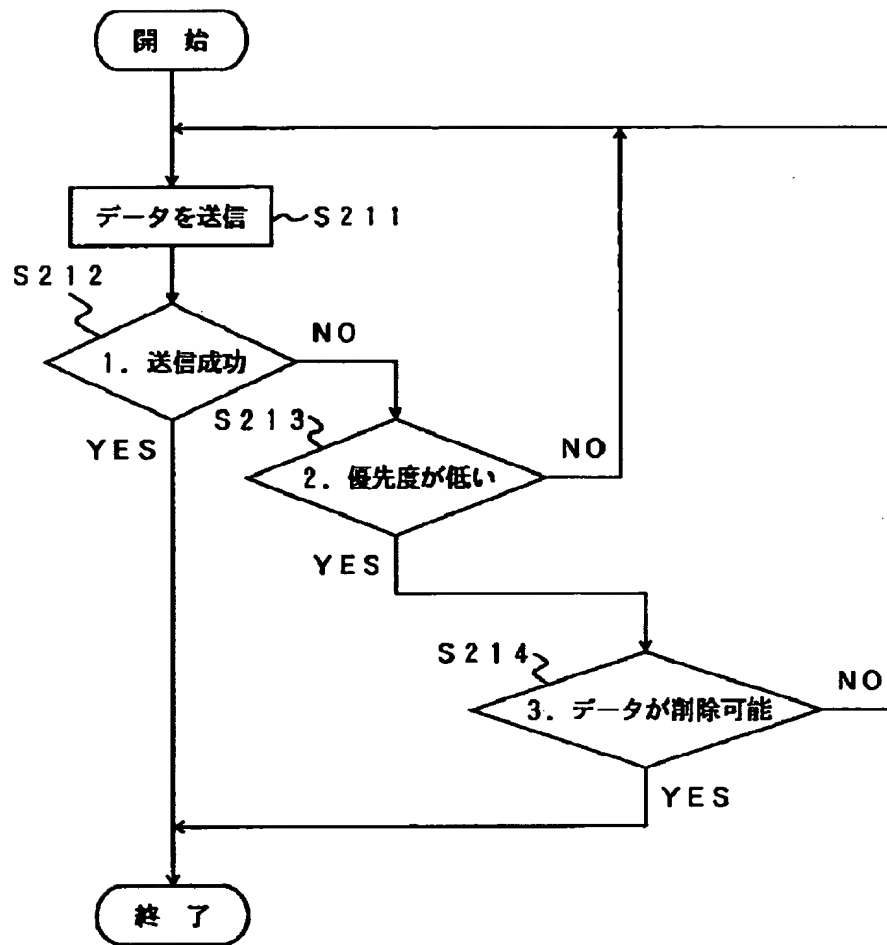 開 始
データを送信
S211
S212
1. 送信成功
NO
YES
S213
2. 優先度が低い
NO
YES
S214
3. データが削除可能
NO
YES
終 了